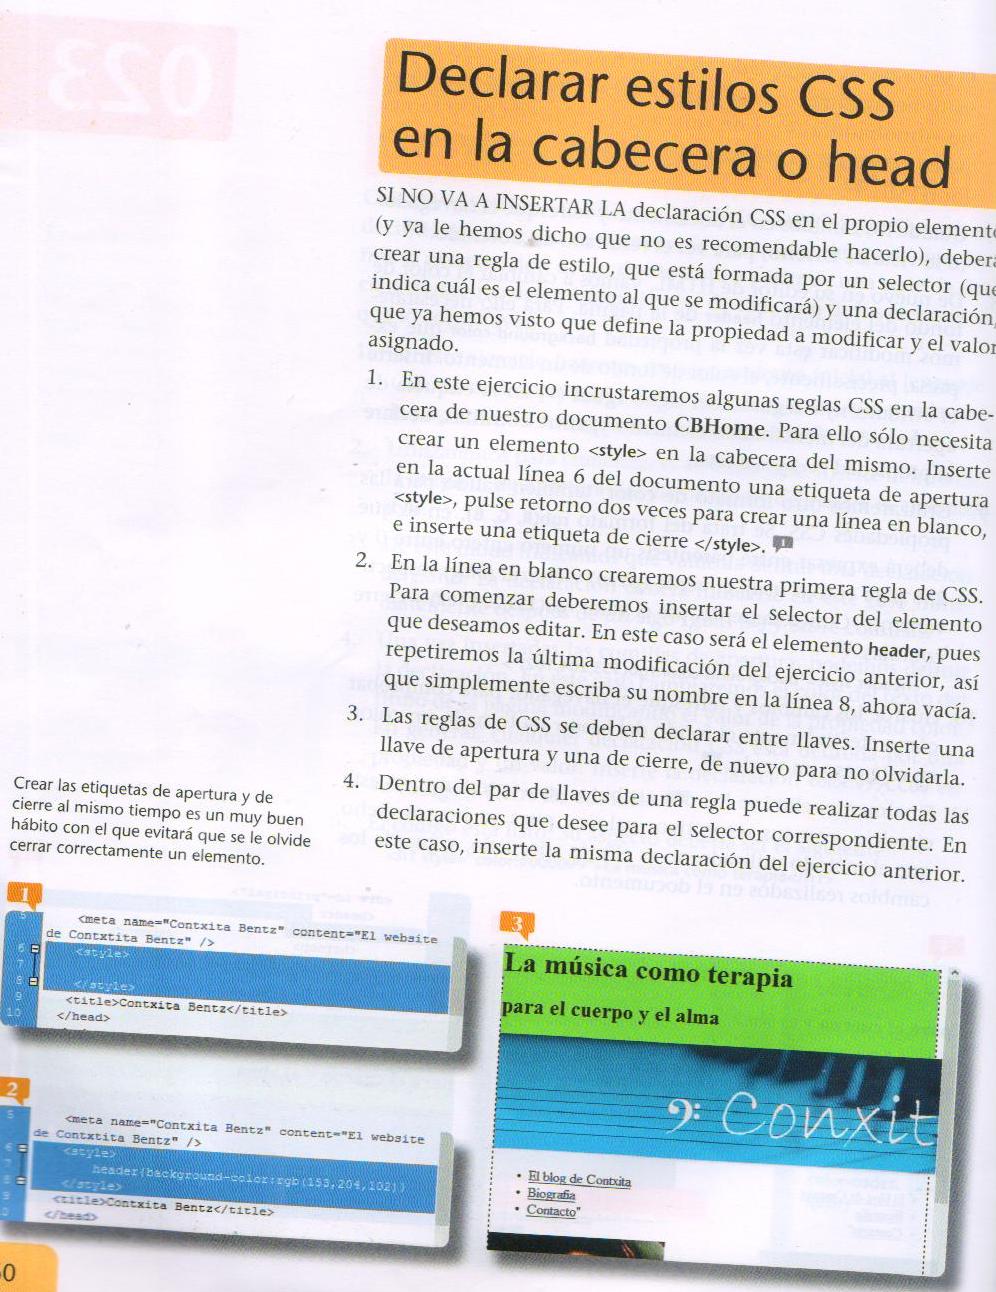 Declarar estilos CSS
en la cabecera o head
SI NO VA A INSERTAR LA declaración CSS en el propio elemento
(y ya le hemos dicho que no es recomendable hacerlo), deberá
crear una regla de estilo, que está formada por un selector (que
indica cuál es el elemento al que se modificará) y una declaración,
que ya hemos visto que define la propiedad a modificar y el valor
asignado.
1. En este ejercicio incrustaremos algunas reglas CSS en la cabe-
cera de nuestro documento CBHome. Para ello sólo necesita
crear un elemento <style> en la cabecera del mismo. Inserte
en la actual línea 6 del documento una etiqueta de apertura
<style>, pulse retorno dos veces para crear una línea en blanco,
e inserte una etiqueta de cierre </style>. 1
2. En la línea en blanco crearemos nuestra primera regla de CSS.
Para comenzar deberemos insertar el selector del elemento
que deseamos editar. En este caso será el elemento header, pues
repetiremos la última modificación del ejercicio anterior, así
que simplemente escriba su nombre en la línea 8, ahora vacía.
3. Las reglas de CSS se deben declarar entre llaves. Inserte una
llave de apertura y una de cierre, de nuevo para no olvidarla.
4. Dentro del par de llaves de una regla puede realizar todas las
declaraciones que desee para el selector correspondiente. En
este caso, inserte la misma declaración del ejercicio anterior.
Crear las etiquetas de apertura y de
cierre al mismo tiempo es un muy buen
hábito con el que evitará que se le olvide
cerrar correctamente un elemento.
1
5 <meta name="Contxita Bentz" content="El website
de Contxtita Bentz" />
6 <style>
7
8 </style>
9 <title>Contxita Bentz</title>
10 </head>
2
5 <meta name="Contxita Bentz" content="El website
de Contxtita Bentz" />
6 <style>
7 header{background-color:rgb(153,204,102)}
8 </style>
9 <title>Contxita Bentz</title>
</head>
3
La música como terapia
para el cuerpo y el alma
Conxit
• El blog de Contxita
• Biografia
• Contacto"
023